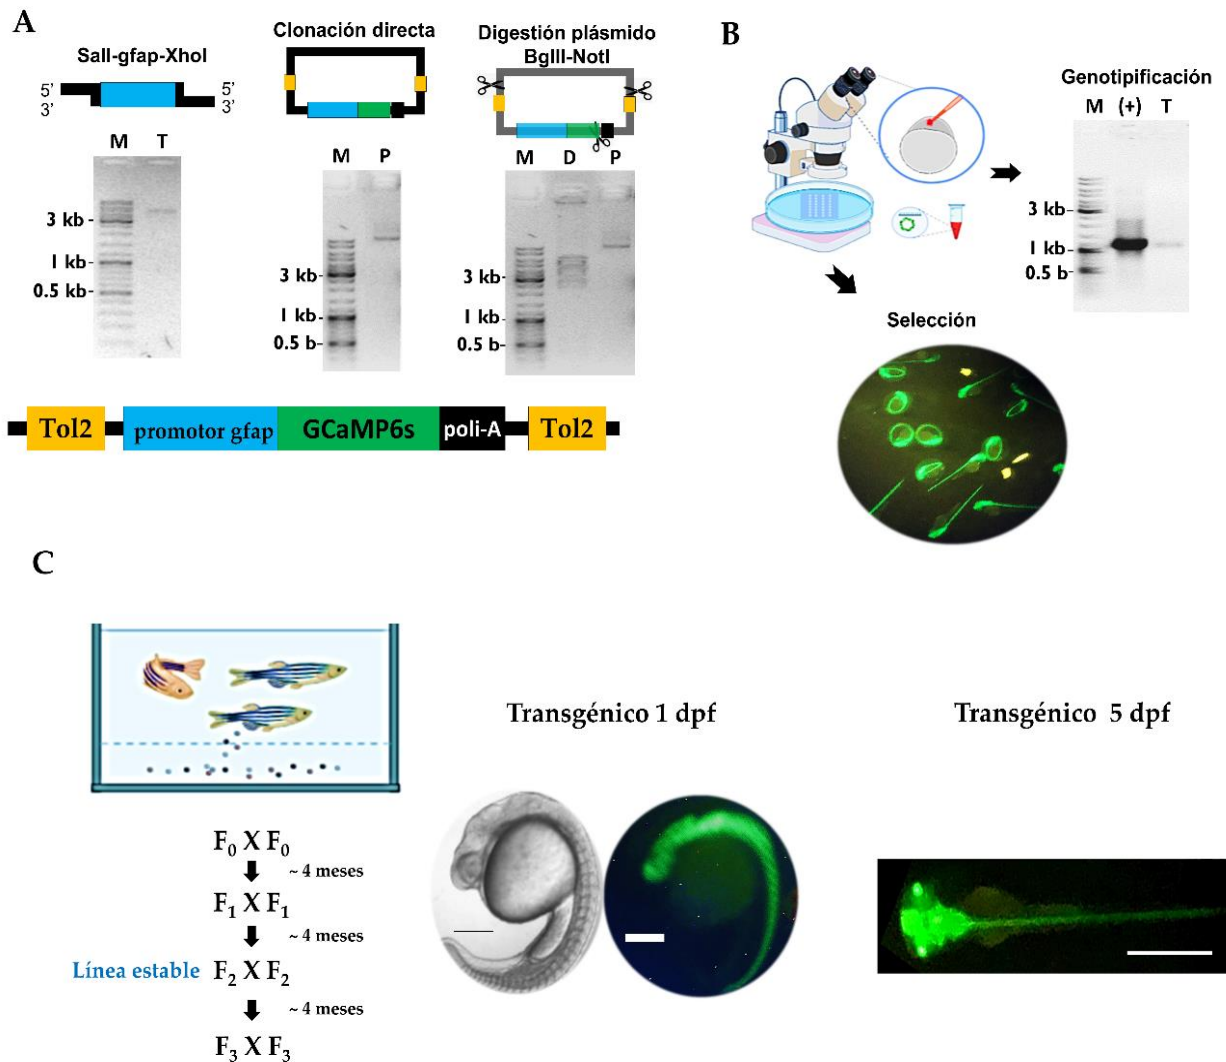 A
SalI-gfap-XhoI
5’ 5’
3’ 3’
M T
3 kb
1 kb
0.5 kb
Clonación directa
M P
3 kb
1 kb
0.5 b
Digestión plásmido
BglII-NotI
M D P
3 kb
1 kb
0.5 b
Tol2 promotor gfap GCaMP6s poli-A Tol2
B
Genotipificación
M (+) T
3 kb
1 kb
0.5 b
Selección
C
F0 X F0
~ 4 meses
F1 X F1
~ 4 meses
Línea estable F2 X F2
~ 4 meses
F3 X F3
Transgénico 1 dpf
Transgénico 5 dpf